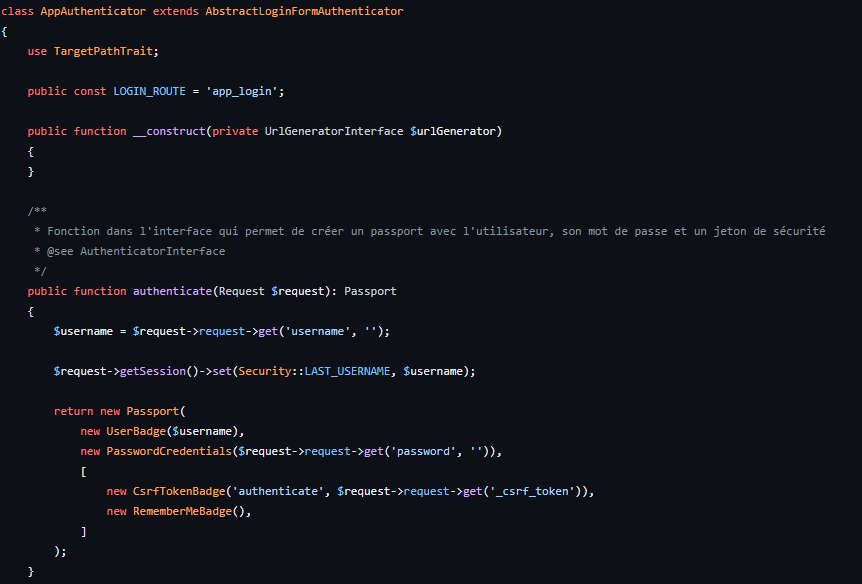 class AppAuthenticator extends AbstractLoginFormAuthenticator
{
    use TargetPathTrait;

    public const LOGIN_ROUTE = 'app_login';

    public function __construct(private UrlGeneratorInterface $urlGenerator)
    {
    }

    /**
     * Fonction dans l'interface qui permet de créer un passport avec l'utilisateur, son mot de passe et un jeton de sécurité
     * @see AuthenticatorInterface
     */
    public function authenticate(Request $request): Passport
    {
        $username = $request->request->get('username', '');

        $request->getSession()->set(Security::LAST_USERNAME, $username);

        return new Passport(
            new UserBadge($username),
            new PasswordCredentials($request->request->get('password', '')),
            [
                new CsrfTokenBadge('authenticate', $request->request->get('_csrf_token')),
                new RememberMeBadge(),
            ]
        );
    }